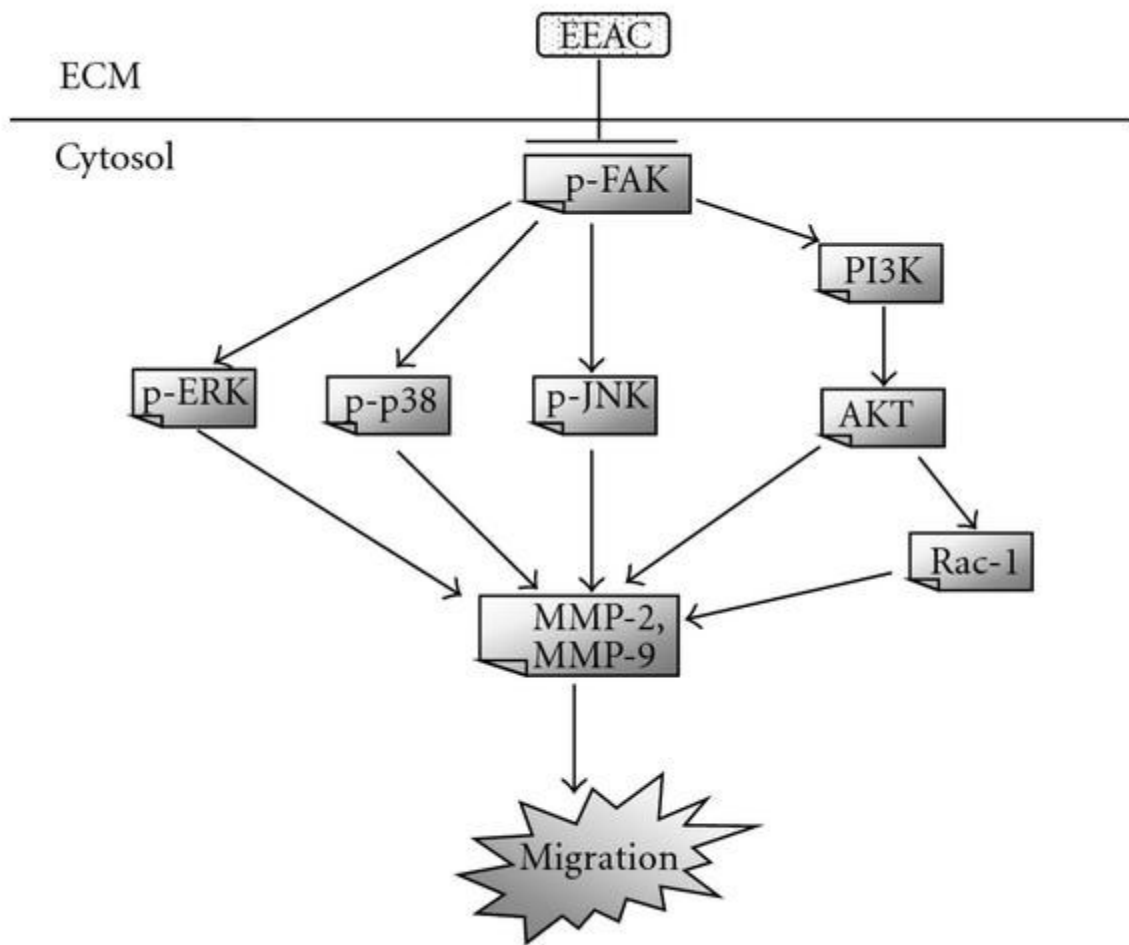 EEAC
ECM
Cytosol
p-FAK
PI3K
p-ERK
p-p38
p-JNK
AKT
Rac-1
MMP-2,
MMP-9
Migration